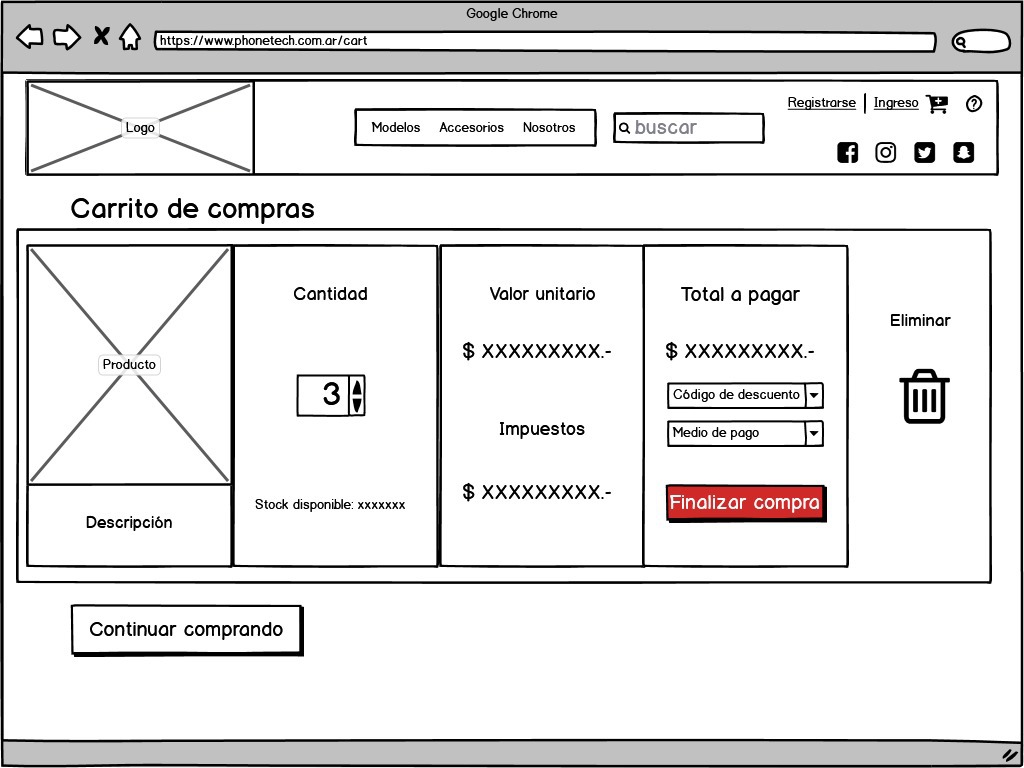 Google Chrome
https://www.phonetech.com.ar/cart
Logo
Modelos Accesorios Nosotros
buscar
Registrarse | Ingreso
Carrito de compras
Producto
Descripción
Cantidad
3
Stock disponible: xxxxxxx
Valor unitario
$ XXXXXXXXX.-
Impuestos
$ XXXXXXXXX.-
Total a pagar
$ XXXXXXXXX.-
Código de descuento
Medio de pago
Finalizar compra
Eliminar
Continuar comprando